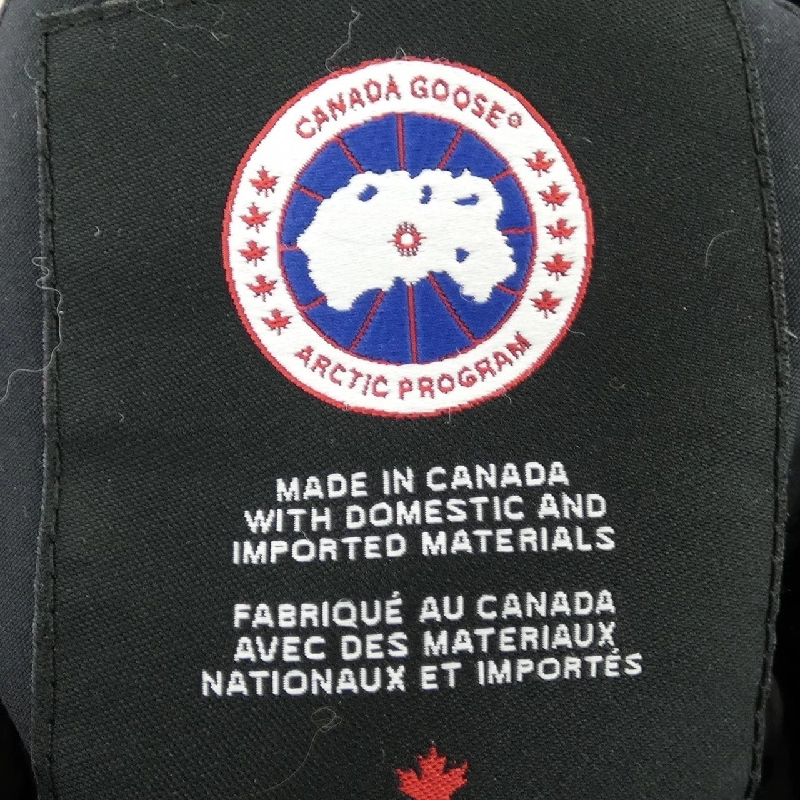 CANADA GOOSE®
ARCTIC PROGRAM
MADE IN CANADA
WITH DOMESTIC AND
IMPORTED MATERIALS
FABRIQUÉ AU CANADA
AVEC DES MATERIAUX
NATIONAUX ET IMPORTÉS